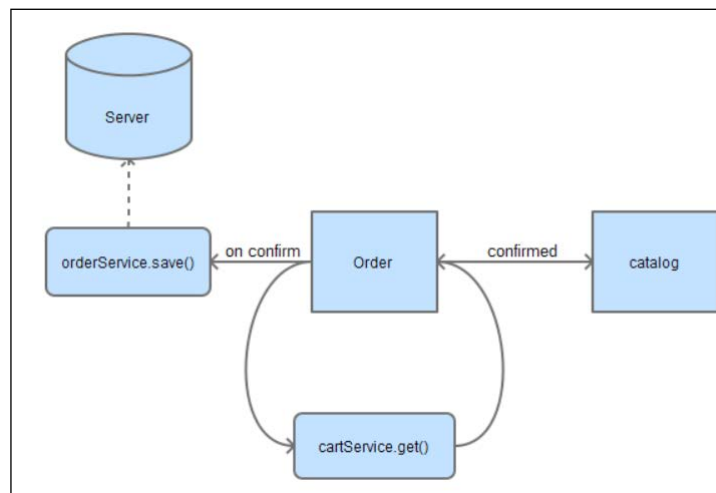 Server
orderService.save()
on confirm
Order
confirmed
catalog
cartService.get()